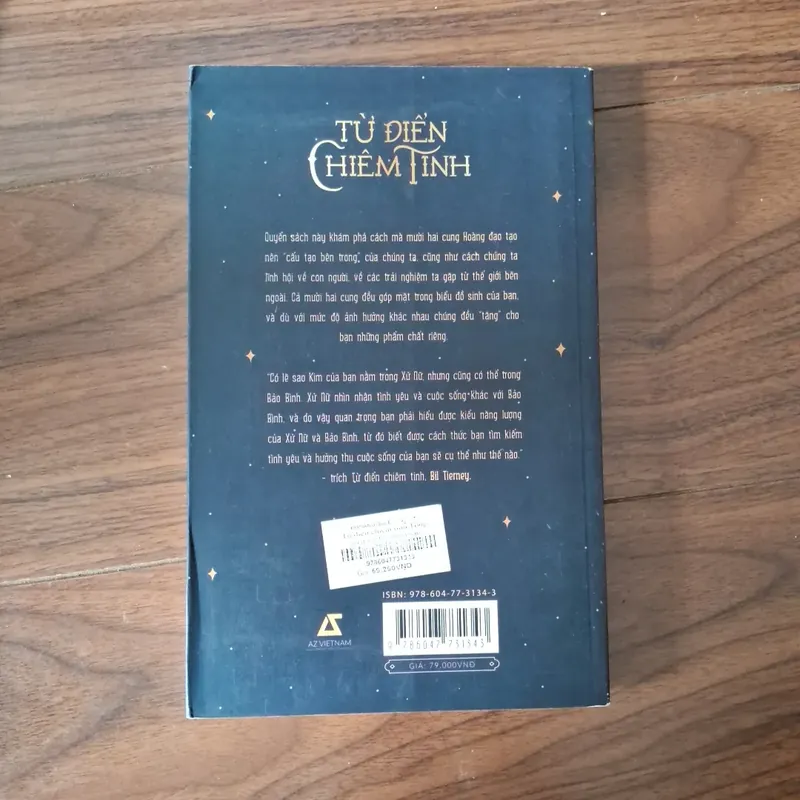 TỪ ĐIỂN
CHIÊM TINH
Quyển sách này khám phá cách mà mười hai cung Hoàng đạo tạo
nên "cấu tạo bên trong" của chúng ta, cũng như cách chúng ta
lĩnh hội về con người, về các trải nghiệm ta gặp từ thế giới bên
ngoài. Cả mười hai cung đều góp mặt trong biểu đồ sinh của bạn,
và dù với mức độ ảnh hưởng khác nhau chúng đều "tặng" cho
bạn những phẩm chất riêng.
"Có lẽ sao Kim của bạn nằm trong Xử Nữ, nhưng cũng có thể trong
Bảo Bình. Xử Nữ nhìn nhận tình yêu và cuộc sống khác với Bảo
Bình, và do vậy quan trọng bạn phải hiểu được kiểu năng lượng
của Xử Nữ và Bảo Bình, từ đó biết được cách thức bạn tìm kiếm
tình yêu và hưởng thụ cuộc sống của bạn sẽ cụ thể như thế nào."
- trích Từ điển chiêm tinh, Bil Tierney.
Giá: 65.200VND
ISBN: 978-604-77-3134-3
AZ VIETNAM
GIÁ: 79.000VNĐ